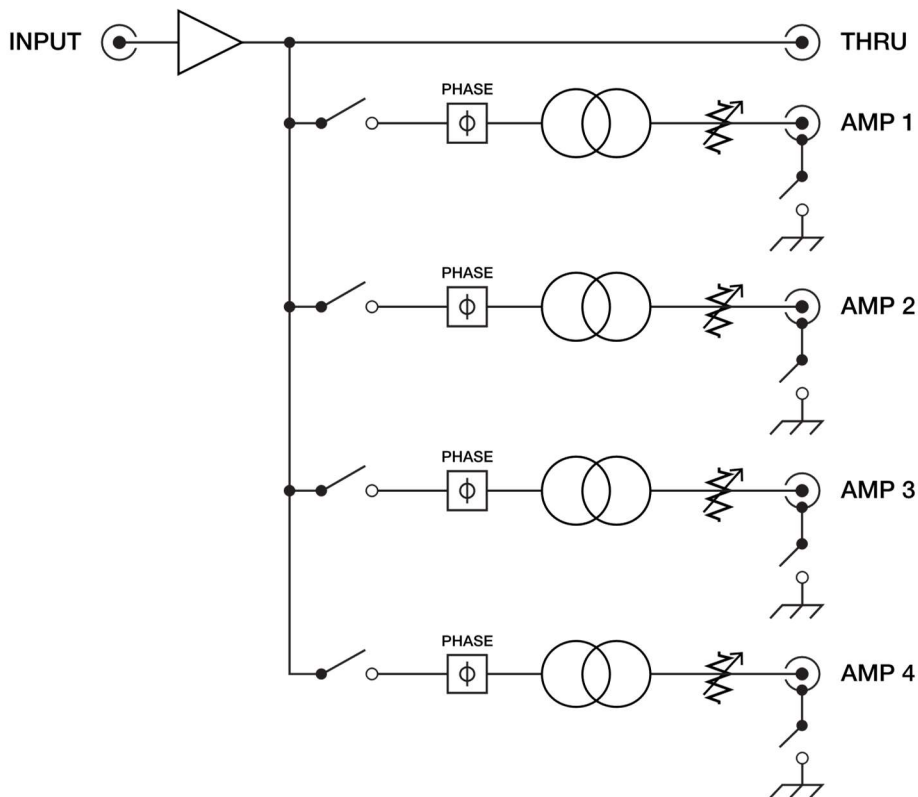 INPUT
THRU
PHASE
ϕ
AMP 1
PHASE
ϕ
AMP 2
PHASE
ϕ
AMP 3
PHASE
ϕ
AMP 4